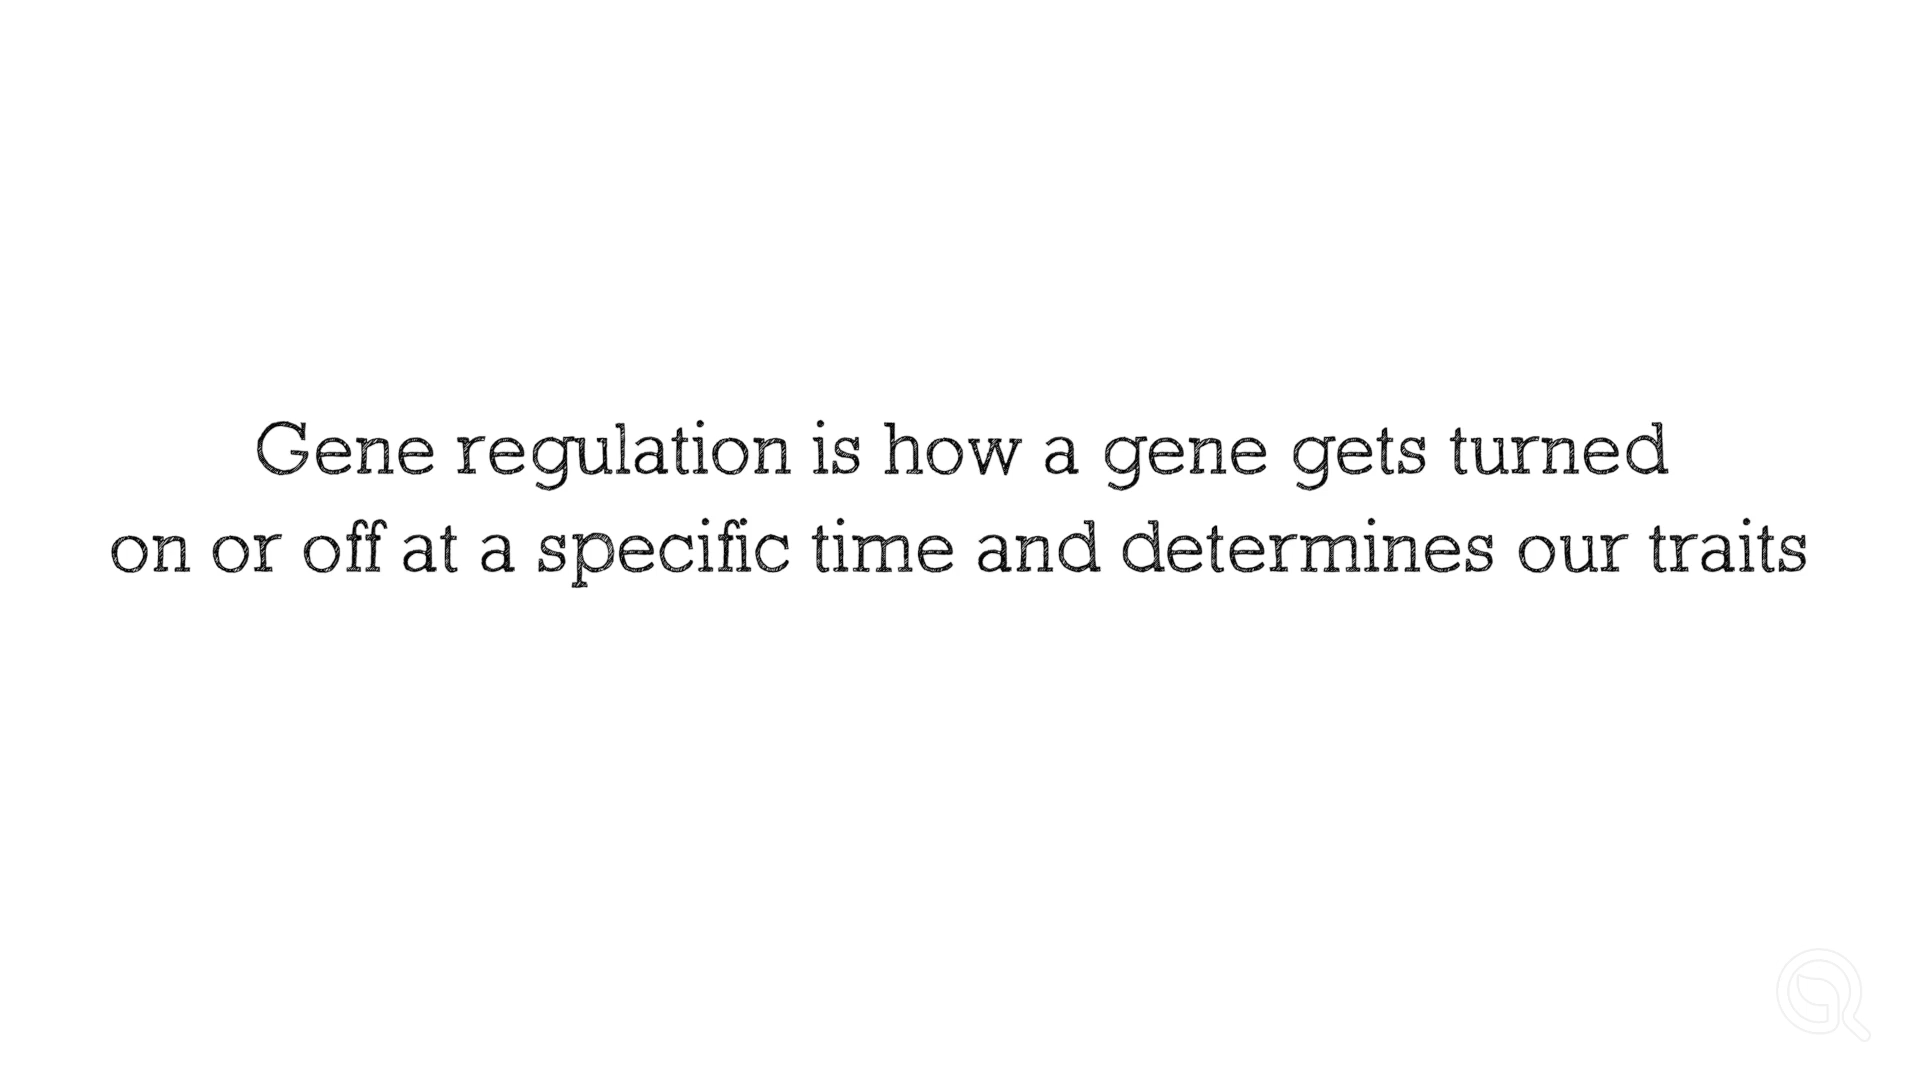 Gene regulation is how a gene gets turned
on or off at a specific time and determines our traits